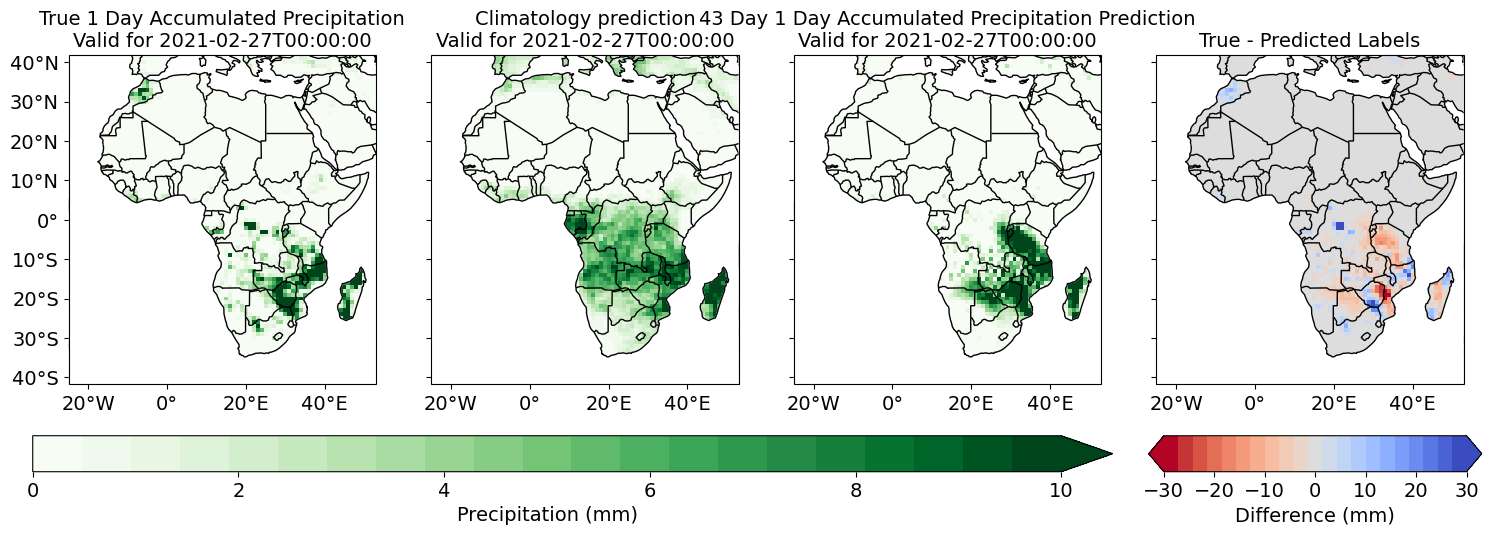 True 1 Day Accumulated Precipitation
Valid for 2021-02-27T00:00:00
Climatology prediction
Valid for 2021-02-27T00:00:00
43 Day 1 Day Accumulated Precipitation Prediction
Valid for 2021-02-27T00:00:00
True - Predicted Labels
40°N
30°N
20°N
10°N
0°
10°S
20°S
30°S
40°S
20°W 0° 20°E 40°E
20°W 0° 20°E 40°E
20°W 0° 20°E 40°E
20°W 0° 20°E 40°E
0 2 4 6 8 10
Precipitation (mm)
−30 −20 −10 0 10 20 30
Difference (mm)